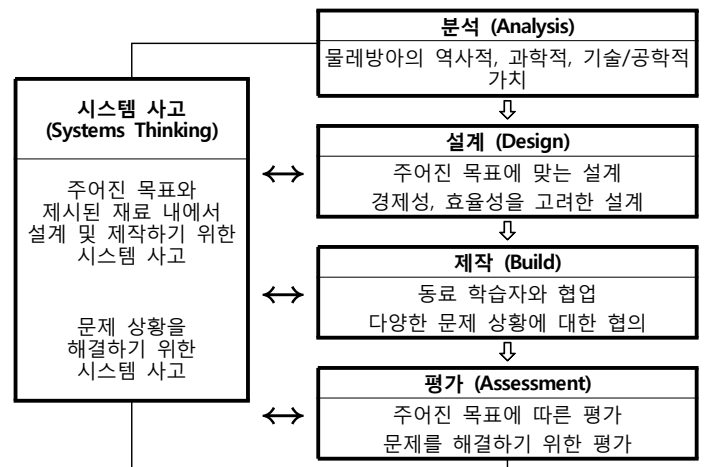 분석 (Analysis)
물레방아의 역사적, 과학적, 기술/공학적
가치
시스템 사고
(Systems Thinking)
주어진 목표와
제시된 재료 내에서
설계 및 제작하기 위한
시스템 사고
문제 상황을
해결하기 위한
시스템 사고
설계 (Design)
주어진 목표에 맞는 설계
경제성, 효율성을 고려한 설계
제작 (Build)
동료 학습자와 협업
다양한 문제 상황에 대한 협의
평가 (Assessment)
주어진 목표에 따른 평가
문제를 해결하기 위한 평가